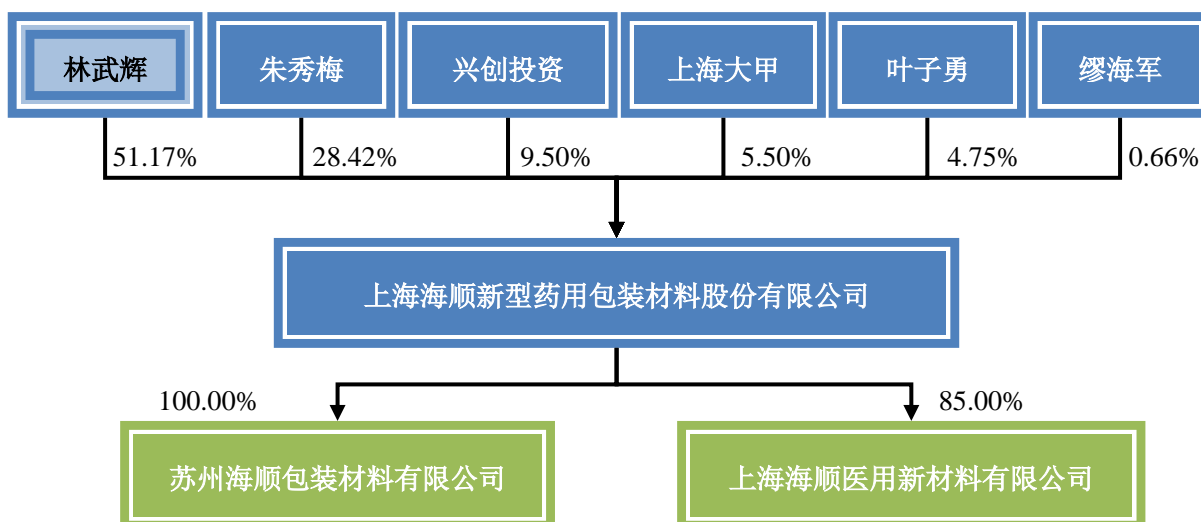 林武辉
朱秀梅
兴创投资
上海大甲
叶子勇
缪海军
51.17%
28.42%
9.50%
5.50%
4.75%
0.66%
上海海顺新型药用包装材料股份有限公司
100.00%
85.00%
苏州海顺包装材料有限公司
上海海顺医用新材料有限公司